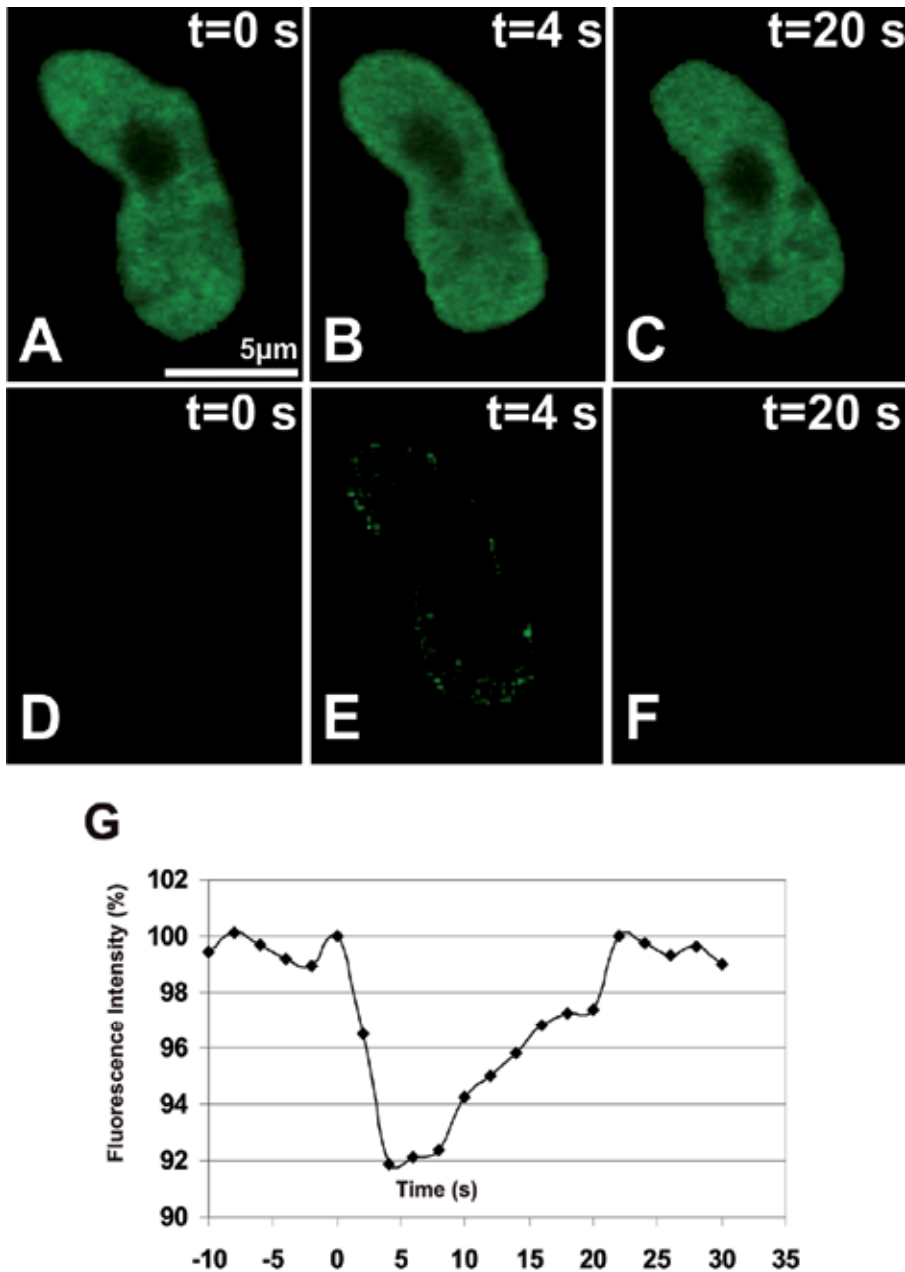 t=0 s
t=4 s
t=20 s
A
5μm
B
C
t=0 s
t=4 s
t=20 s
D
E
F
G
Fluorescence Intensity (%)
102
100
98
96
94
92
90
Time (s)
-10 -5 0 5 10 15 20 25 30 35